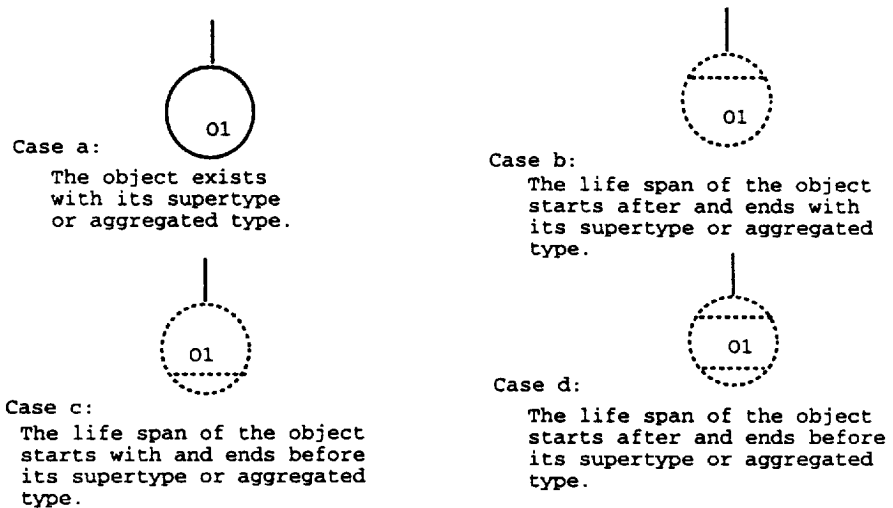 O1
Case a:
The object exists
with its supertype
or aggregated type.
O1
Case b:
The life span of the object
starts after and ends with
its supertype or aggregated
type.
O1
Case c:
The life span of the object
starts with and ends before
its supertype or aggregated
type.
O1
Case d:
The life span of the object
starts after and ends before
its supertype or aggregated
type.